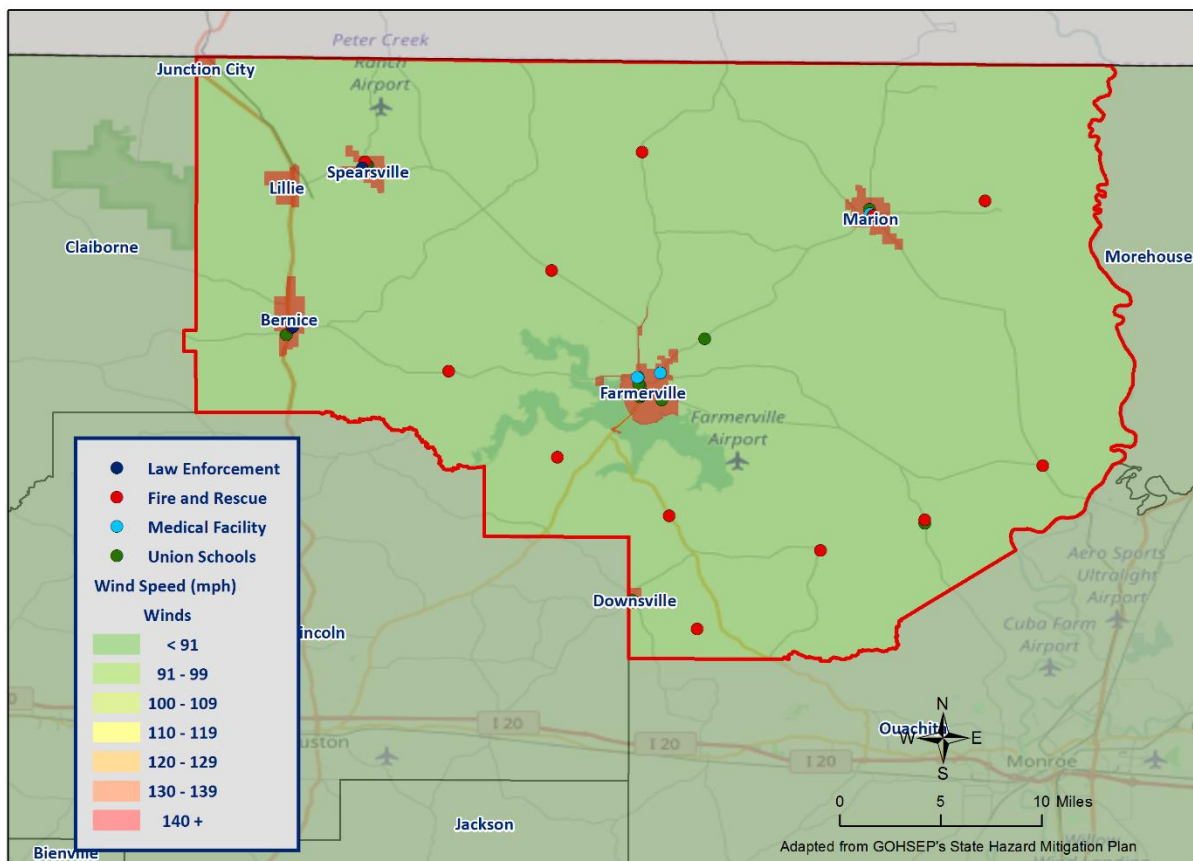 Peter Creek
Ranch
Airport
Junction City
Spearsville
Lillie
Claiborne
Marion
Morehouse
Bernice
Farmerville
Farmerville
Airport
Law Enforcement
Fire and Rescue
Medical Facility
Union Schools
Wind Speed (mph)
Winds
< 91
91 - 99
100 - 109
110 - 119
120 - 129
130 - 139
140 +
Downsville
Aero Sports
Ultralight
Airport
Cuba Farm
Airport
incoln
I 20
I 20
I 20
uston
Ouachita
N
W
E
S
Monroe
0 5 10 Miles
Jackson
Bienville
Adapted from GOHSEP's State Hazard Mitigation Plan